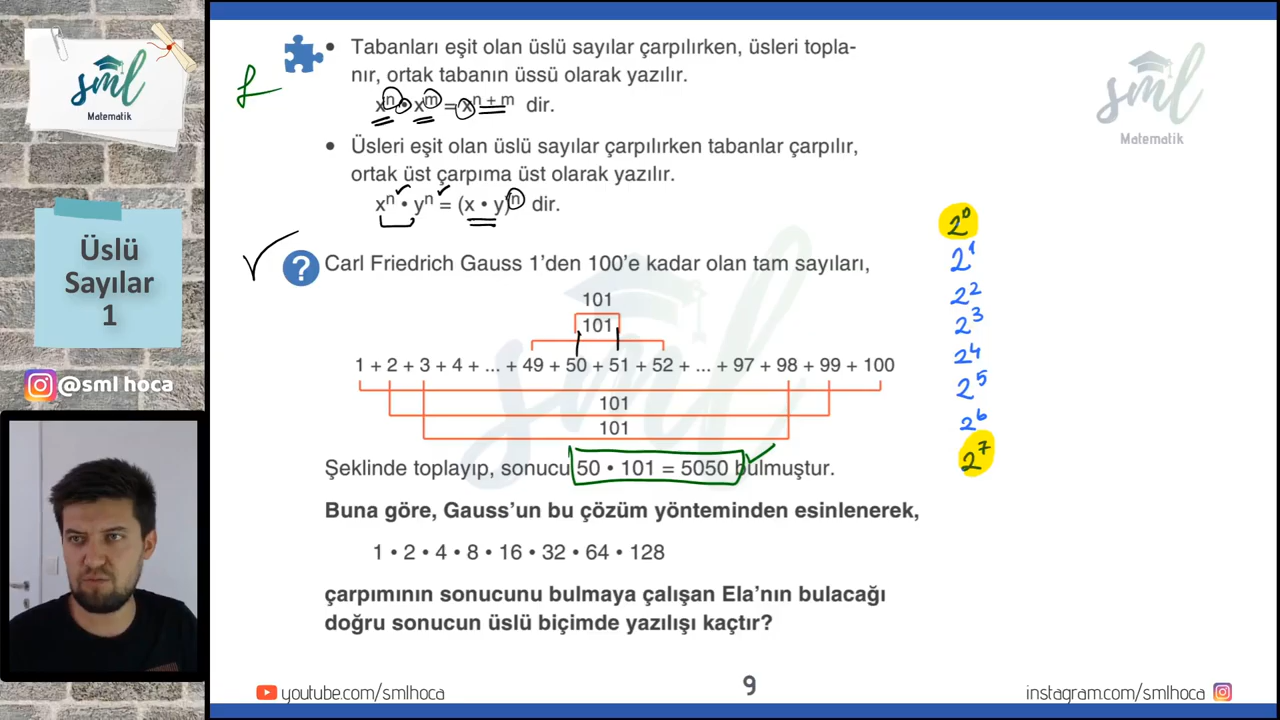 sml
Matematik
Üslü
Sayılar
1
@sml hoca
• Tabanları eşit olan üslü sayılar çarpılırken, üsleri topla-
nır, ortak tabanın üssü olarak yazılır.
xⁿ • xᵐ = xⁿ ⁺ ᵐ dir.
• Üsleri eşit olan üslü sayılar çarpılırken tabanlar çarpılır,
ortak üst çarpıma üst olarak yazılır.
xⁿ • yⁿ = (x • y)ⁿ dir.
? Carl Friedrich Gauss 1'den 100'e kadar olan tam sayıları,
101
101
1 + 2 + 3 + 4 + ... + 49 + 50 + 51 + 52 + ... + 97 + 98 + 99 + 100
101
101
Şeklinde toplayıp, sonucu 50 • 101 = 5050 bulmuştur.
Buna göre, Gauss'un bu çözüm yönteminden esinlenerek,
1 • 2 • 4 • 8 • 16 • 32 • 64 • 128
çarpımının sonucunu bulmaya çalışan Ela'nın bulacağı
doğru sonucun üslü biçimde yazılışı kaçtır?
sml
Matematik
2⁰
2¹
2²
2³
2⁴
2⁵
2⁶
2⁷
sml
youtube.com/smlhoca
9
instagram.com/smlhoca